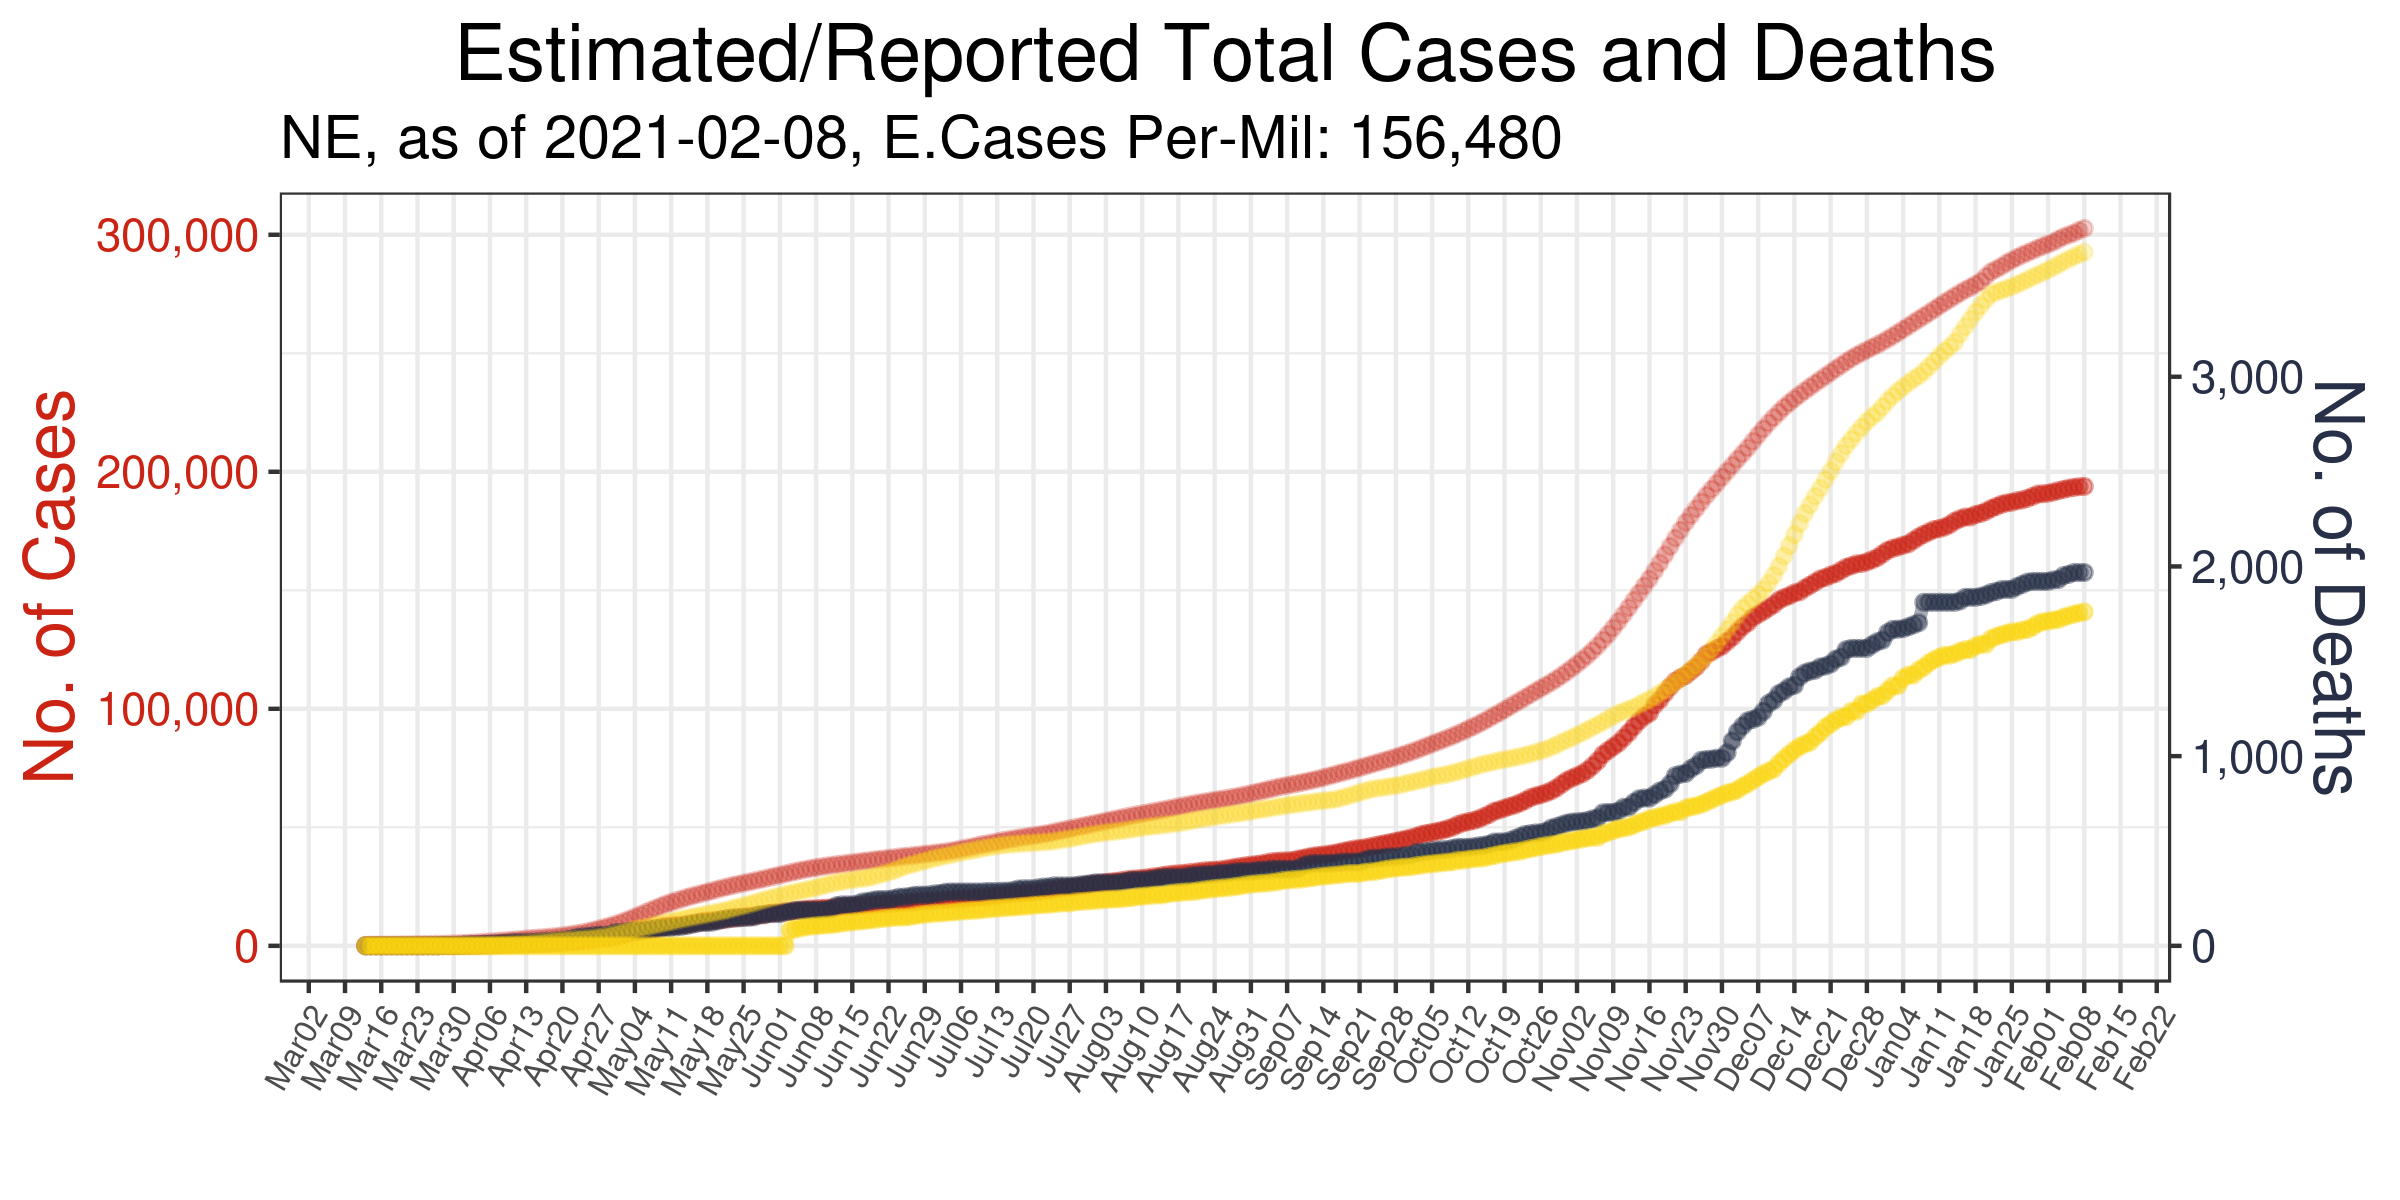 Estimated/Reported Total Cases and Deaths
NE, as of 2021-02-08, E.Cases Per-Mil: 156,480
No. of Cases
300,000
200,000
100,000
0
No. of Deaths
3,000
2,000
1,000
0
Mar02 Mar09 Mar16 Mar23 Mar30 Apr06 Apr13 Apr20 Apr27 May04 May11 May18 May25 Jun01 Jun08 Jun15 Jun22 Jun29 Jul06 Jul13 Jul20 Jul27 Aug03 Aug10 Aug17 Aug24 Aug31 Sep07 Sep14 Sep21 Sep28 Oct05 Oct12 Oct19 Oct26 Nov02 Nov09 Nov16 Nov23 Nov30 Dec07 Dec14 Dec21 Dec28 Jan04 Jan11 Jan18 Jan25 Feb01 Feb08 Feb15 Feb22